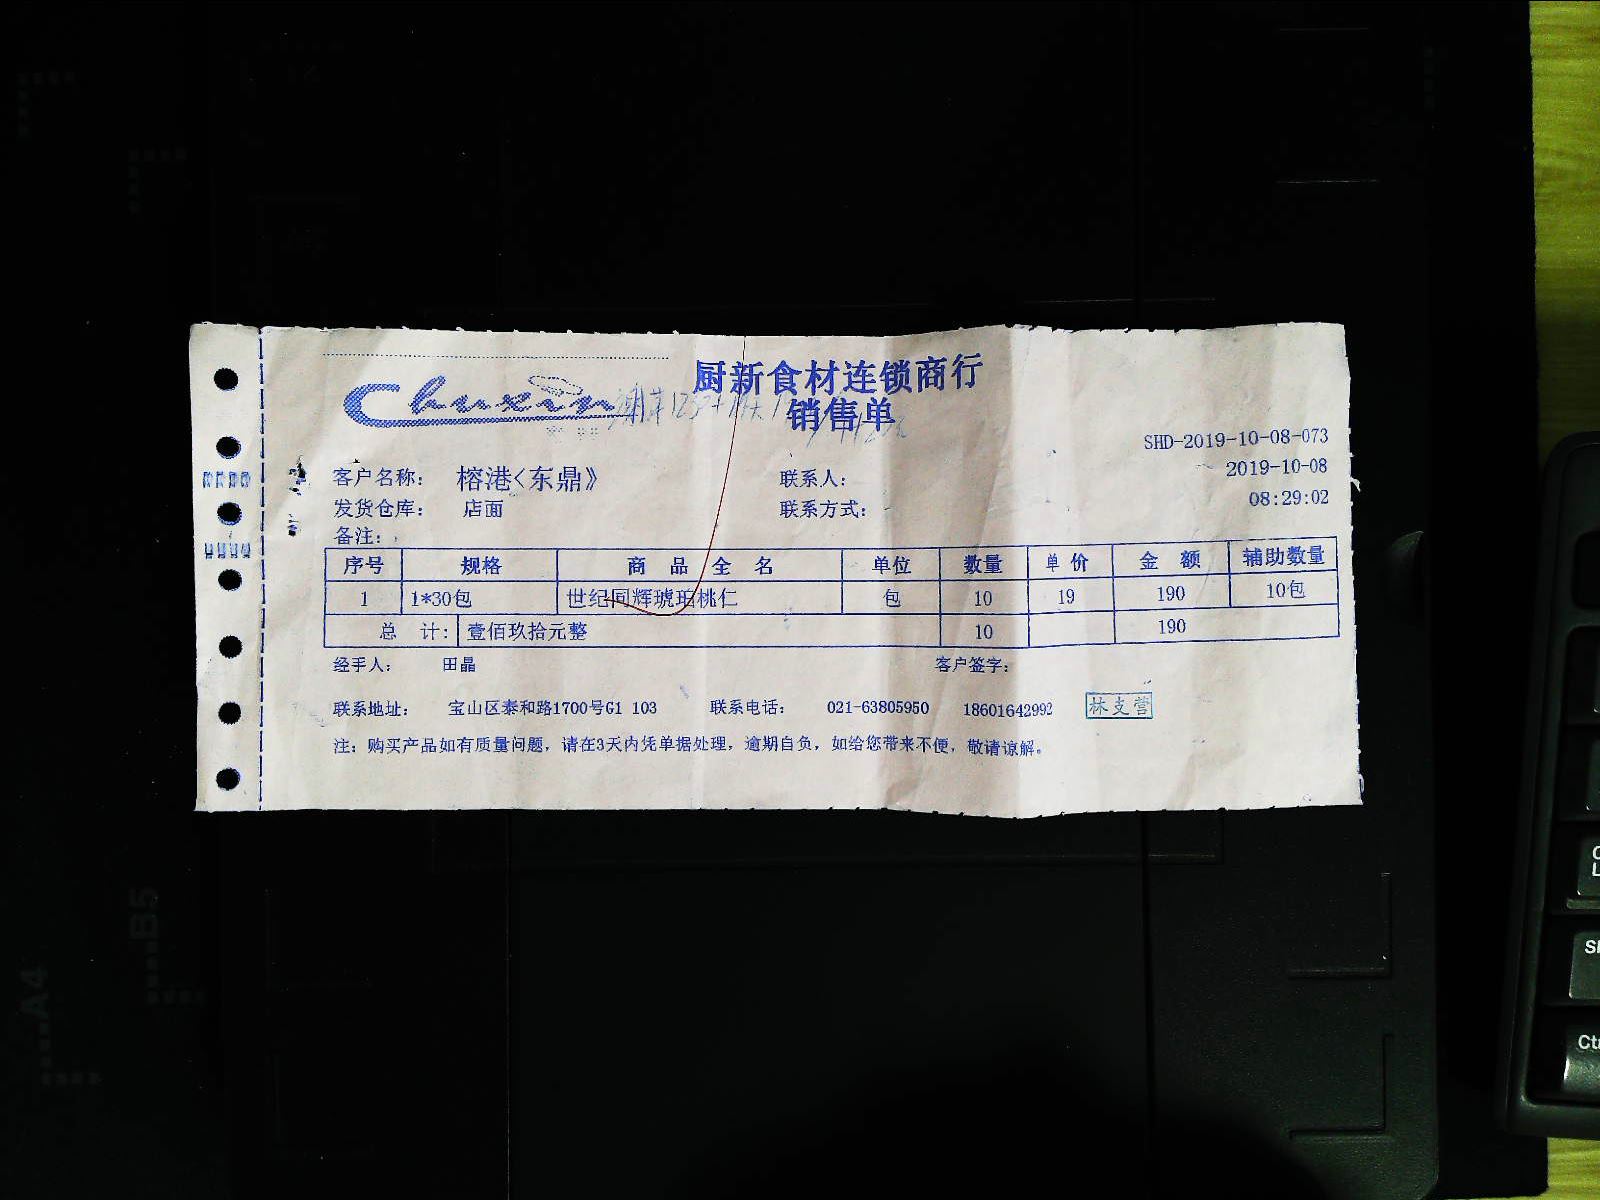 厨新食材连锁商行
Chuxin
销售单
SHD-2019-10-08-073
客户名称： 榕港<东鼎》 联系人： 2019-10-08
发货仓库： 店面 联系方式： 08:29:02
备注：
序号 规格 商品全名 单位 数量 单价 金额 辅助数量
1 1*30包 世纪同辉琥珀桃仁 包 10 19 190 10包
总 计: 壹佰玖拾元整 10 190
经手人： 田晶 客户签字：
联系地址： 宝山区泰和路1700号G1 103 联系电话： 021-63805950 18601642992 林支营
注：购买产品如有质量问题，请在3天内凭单据处理，逾期自负，如给您带来不便，敬请谅解。
B5
A4
Ctr